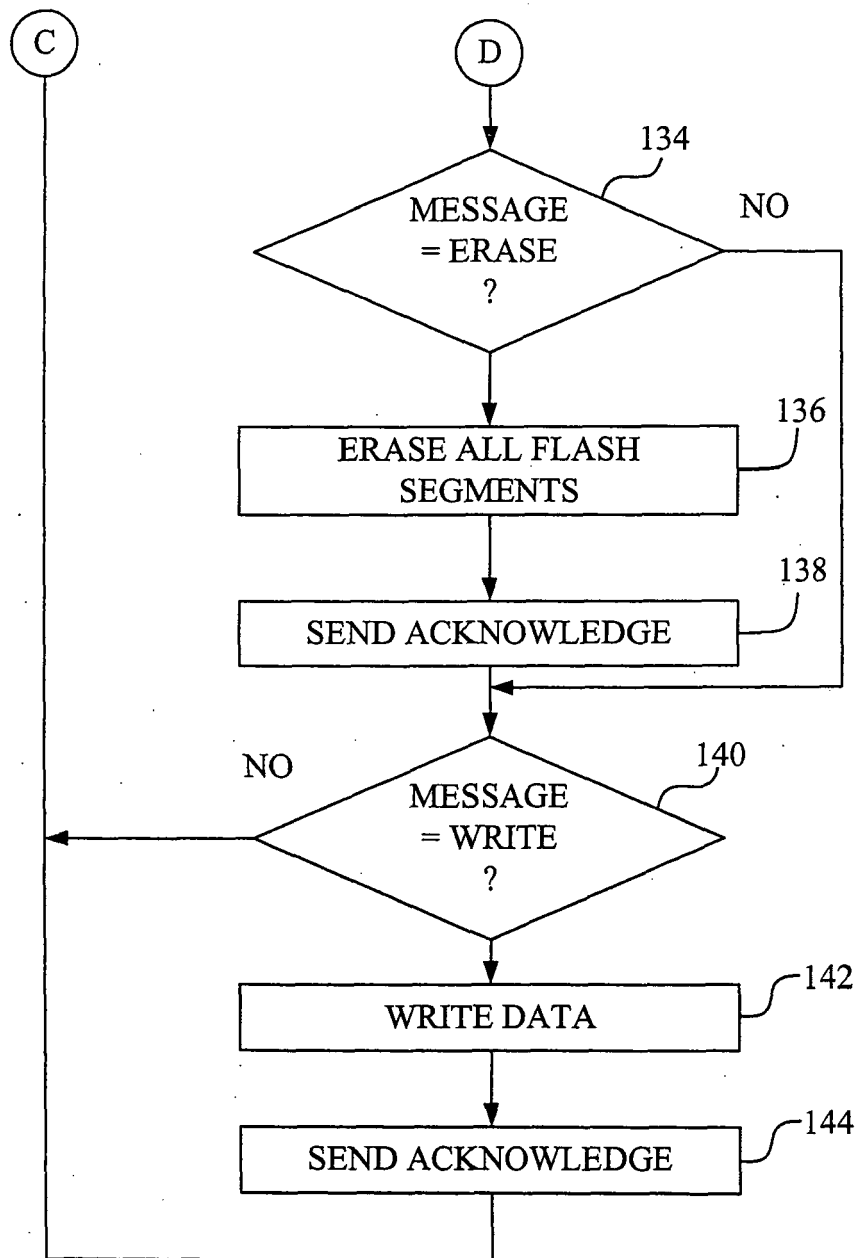 C
D
134
MESSAGE
= ERASE
?
NO
136
ERASE ALL FLASH
SEGMENTS
138
SEND ACKNOWLEDGE
NO
140
MESSAGE
= WRITE
?
142
WRITE DATA
144
SEND ACKNOWLEDGE